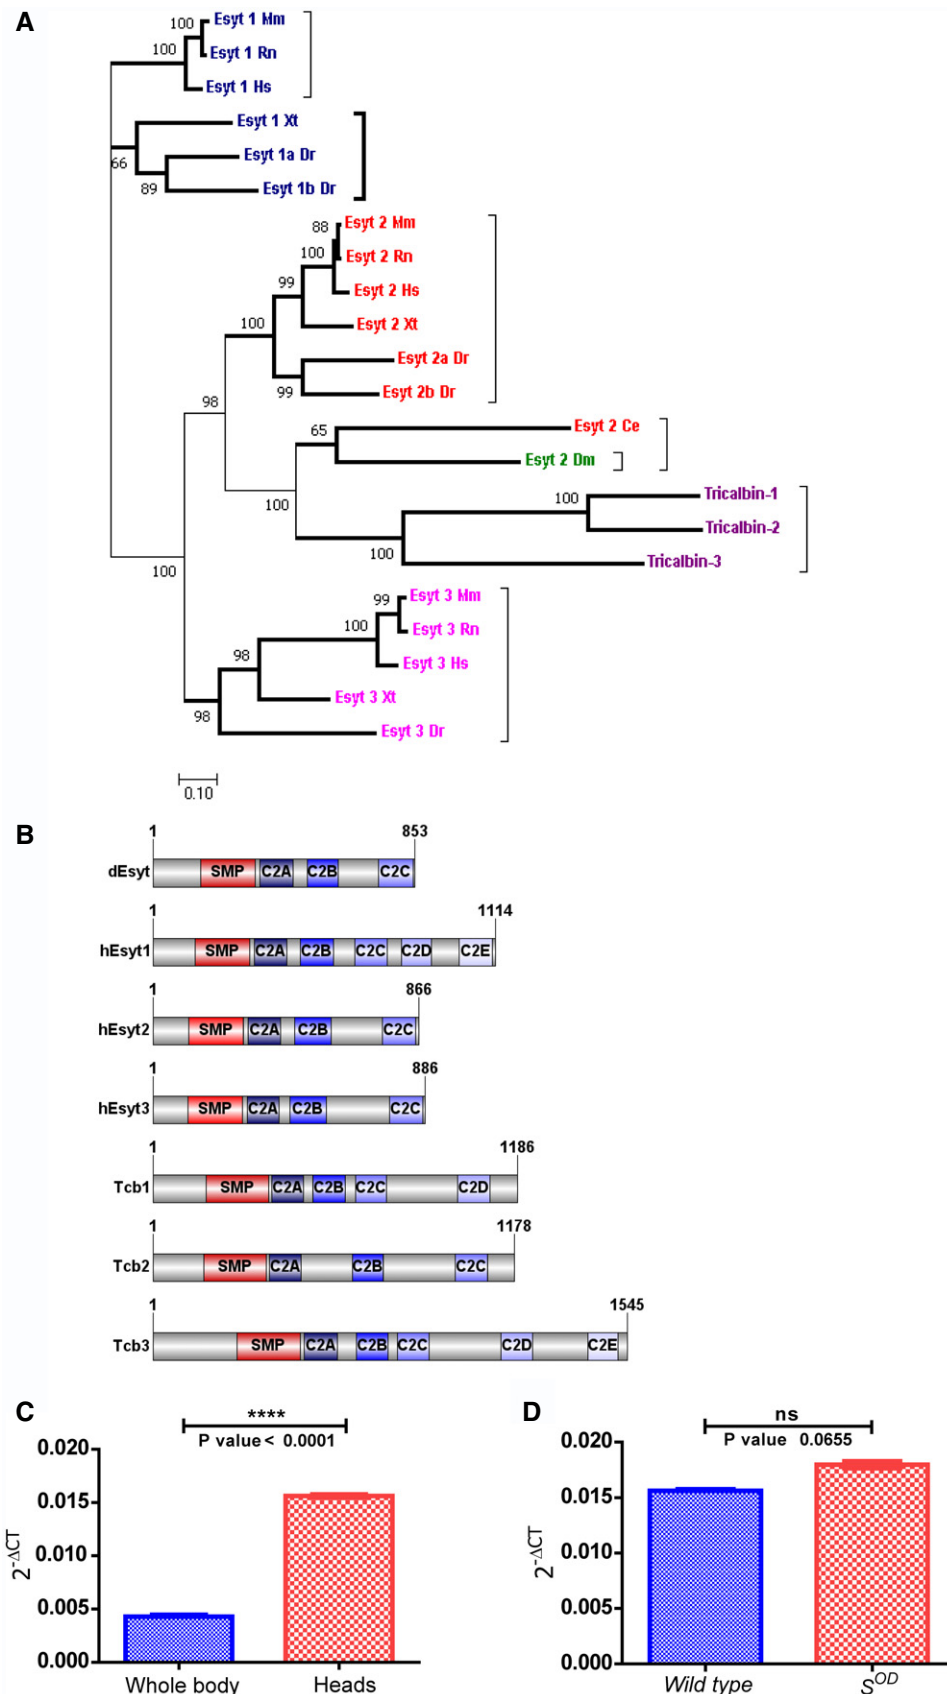 A
Esyt 1 Mm
100
Esyt 1 Rn
100
Esyt 1 Hs
Esyt 1 Xt
66
Esyt 1a Dr
89
Esyt 1b Dr
Esyt 2 Mm
88
Esyt 2 Rn
100
Esyt 2 Hs
99
Esyt 2 Xt
100
Esyt 2a Dr
99
Esyt 2b Dr
98
Esyt 2 Ce
65
Esyt 2 Dm
100
Tricalbin-1
100
Tricalbin-2
100
Tricalbin-3
100
Esyt 3 Mm
99
Esyt 3 Rn
100
Esyt 3 Hs
98
Esyt 3 Xt
98
Esyt 3 Dr
0.10
B
1 853
dEsyt SMP C2A C2B C2C
1 1114
hEsyt1 SMP C2A C2B C2C C2D C2E
1 866
hEsyt2 SMP C2A C2B C2C
1 886
hEsyt3 SMP C2A C2B C2C
1 1186
Tcb1 SMP C2A C2B C2C C2D
1 1178
Tcb2 SMP C2A C2B C2C
1 1545
Tcb3 SMP C2A C2B C2C C2D C2E
C
****
P value < 0.0001
0.020
0.015
0.010
0.005
0.000
2^-ΔCT
Whole body Heads
D
ns
P value 0.0655
0.020
0.015
0.010
0.005
0.000
2^-ΔCT
Wild type S^OD